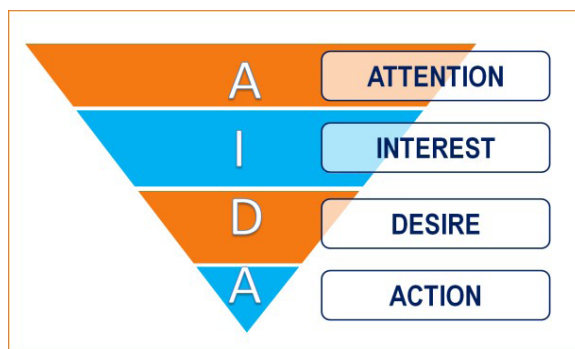 A ATTENTION
I INTEREST
D DESIRE
A ACTION